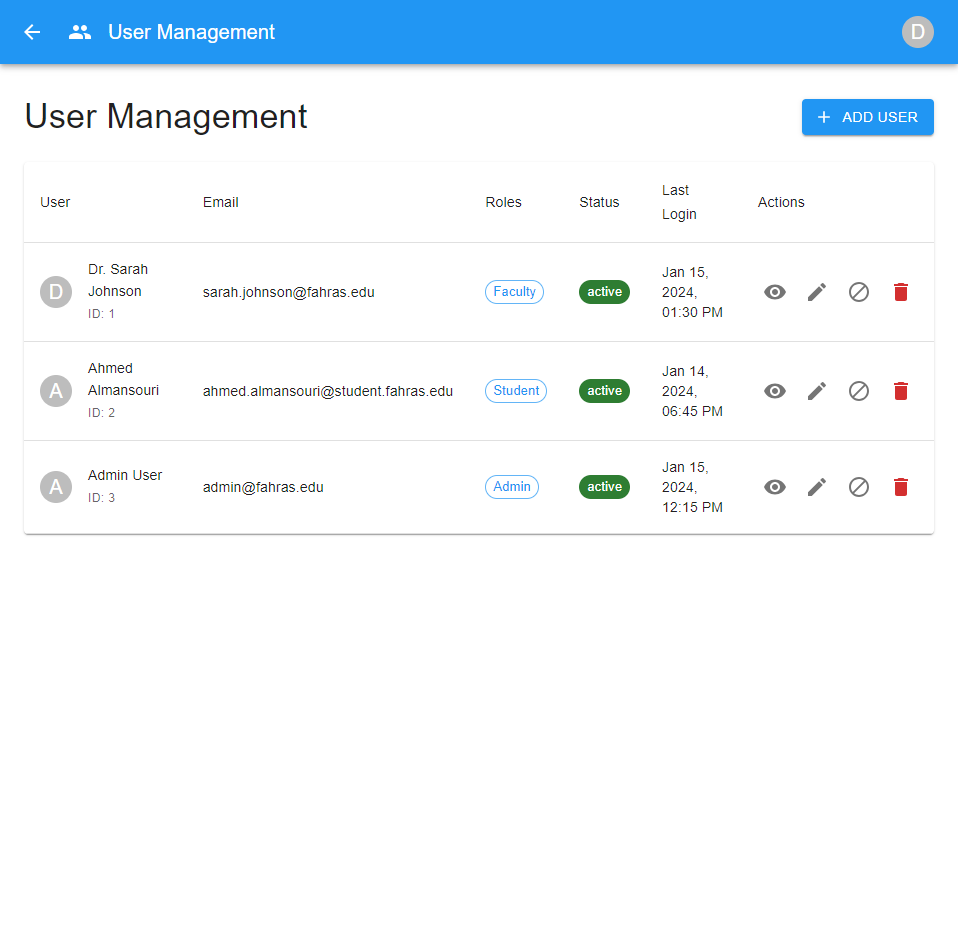 User Management
D
User Management
ADD USER
User
Email
Roles
Status
Last
Login
Actions
D
Dr. Sarah
Johnson
ID: 1
sarah.johnson@fahras.edu
Faculty
active
Jan 15,
2024,
01:30 PM
A
Ahmed
Almansouri
ID: 2
ahmed.almansouri@student.fahras.edu
Student
active
Jan 14,
2024,
06:45 PM
A
Admin User
ID: 3
admin@fahras.edu
Admin
active
Jan 15,
2024,
12:15 PM